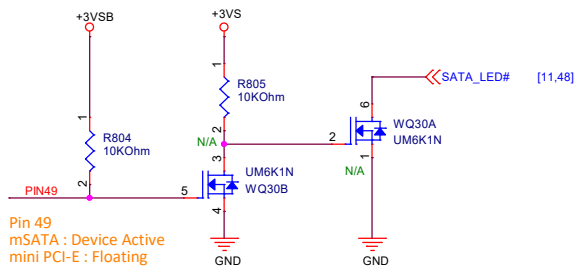 +3VSB
+3VS
1
R805
10KOhm
2
N/A
1
R804
10KOhm
2
SATA_LED# [11,48]
6
WQ30A
UM6K1N
2
1
N/A
3
UM6K1N
WQ30B
5
4
PIN49
Pin 49
mSATA : Device Active
mini PCI-E : Floating
GND
GND